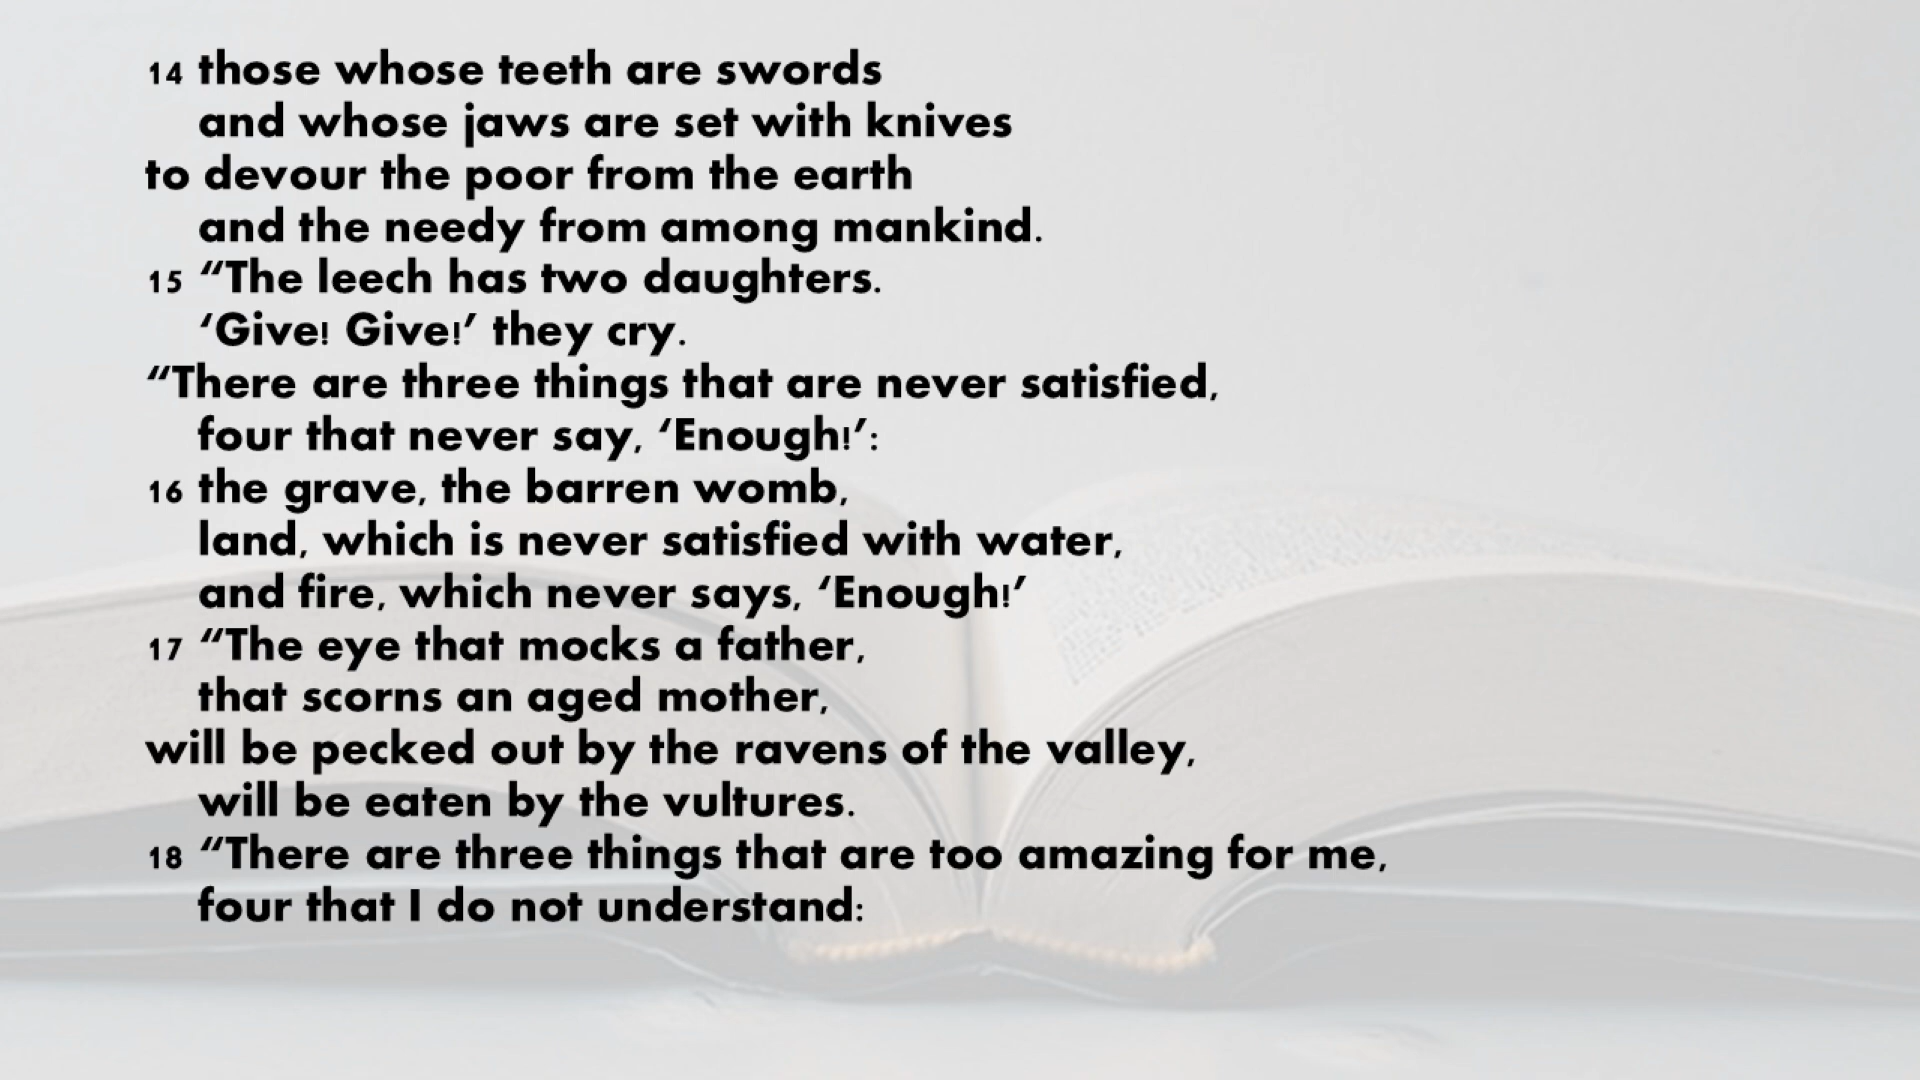 14 those whose teeth are swords
and whose jaws are set with knives
to devour the poor from the earth
and the needy from among mankind.
15 “The leech has two daughters.
‘Give! Give!’ they cry.
“There are three things that are never satisfied,
four that never say, ‘Enough!’:
16 the grave, the barren womb,
land, which is never satisfied with water,
and fire, which never says, ‘Enough!’
17 “The eye that mocks a father,
that scorns an aged mother,
will be pecked out by the ravens of the valley,
will be eaten by the vultures.
18 “There are three things that are too amazing for me,
four that I do not understand: